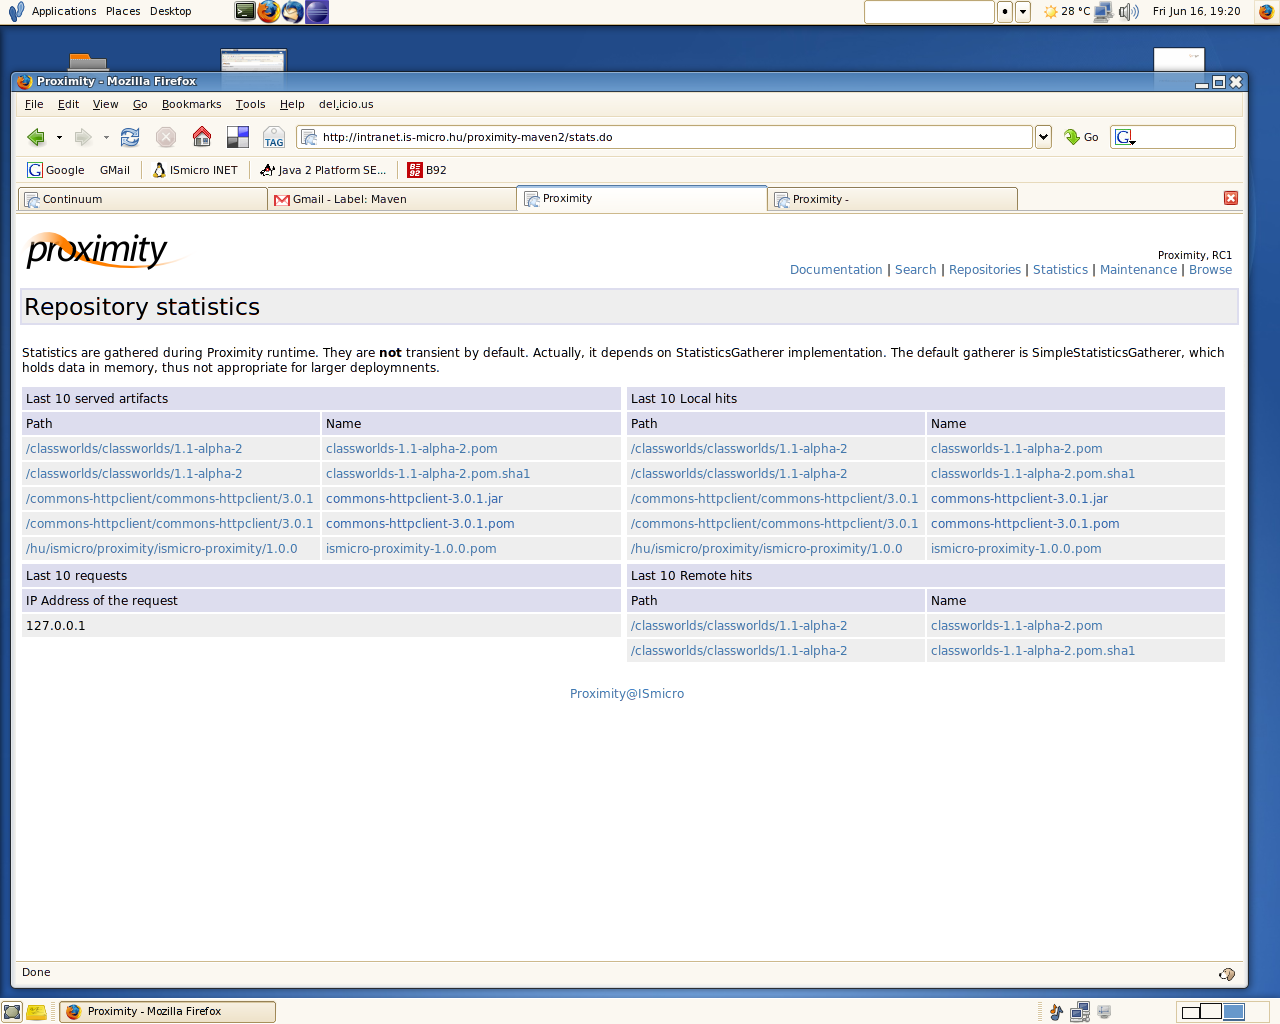 Applications Places Desktop
28 °C Fri Jun 16, 19:20
Proximity - Mozilla Firefox
File Edit View Go Bookmarks Tools Help del.icio.us
TAG http://intranet.is-micro.hu/proximity-maven2/stats.do Go G
G Google GMail ISmicro INET Java 2 Platform SE... B92
Continuum Gmail - Label: Maven Proximity Proximity -
proximity
Proximity, RC1
Documentation | Search | Repositories | Statistics | Maintenance | Browse
Repository statistics
Statistics are gathered during Proximity runtime. They are not transient by default. Actually, it depends on StatisticsGatherer implementation. The default gatherer is SimpleStatisticsGatherer, which
holds data in memory, thus not appropriate for larger deploymnents.
Last 10 served artifacts
Path Name
/classworlds/classworlds/1.1-alpha-2 classworlds-1.1-alpha-2.pom
/classworlds/classworlds/1.1-alpha-2 classworlds-1.1-alpha-2.pom.sha1
/commons-httpclient/commons-httpclient/3.0.1 commons-httpclient-3.0.1.jar
/commons-httpclient/commons-httpclient/3.0.1 commons-httpclient-3.0.1.pom
/hu/ismicro/proximity/ismicro-proximity/1.0.0 ismicro-proximity-1.0.0.pom
Last 10 Local hits
Path Name
/classworlds/classworlds/1.1-alpha-2 classworlds-1.1-alpha-2.pom
/classworlds/classworlds/1.1-alpha-2 classworlds-1.1-alpha-2.pom.sha1
/commons-httpclient/commons-httpclient/3.0.1 commons-httpclient-3.0.1.jar
/commons-httpclient/commons-httpclient/3.0.1 commons-httpclient-3.0.1.pom
/hu/ismicro/proximity/ismicro-proximity/1.0.0 ismicro-proximity-1.0.0.pom
Last 10 requests
IP Address of the request
127.0.0.1
Last 10 Remote hits
Path Name
/classworlds/classworlds/1.1-alpha-2 classworlds-1.1-alpha-2.pom
/classworlds/classworlds/1.1-alpha-2 classworlds-1.1-alpha-2.pom.sha1
Proximity@ISmicro
Done
Proximity - Mozilla Firefox